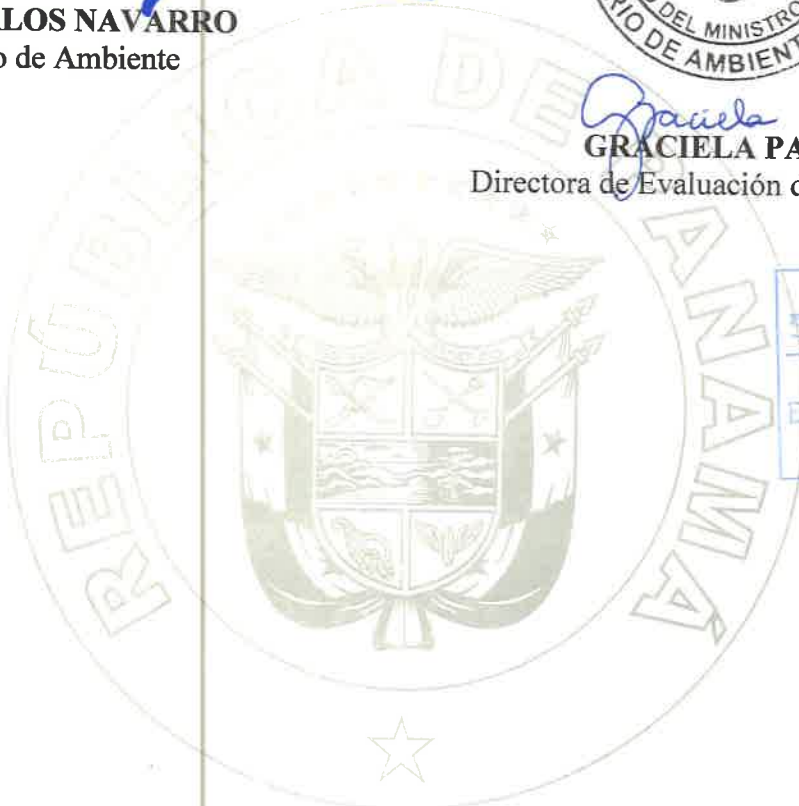 LOS NAVARRO
o de Ambiente
DEL MINISTRO
DE AMBIENT
Graciela
GRACIELA PA
Directora de Evaluación d
REPÚBLICA DE PANAMÁ